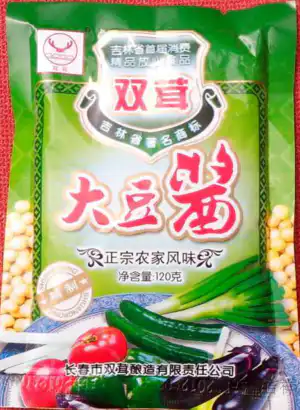 吉林省首届消费
精品放心食品
双茸
吉林省著名商标
大豆酱
正宗农家风味
净含量:120克
精制
长春市双茸酿造有限责任公司